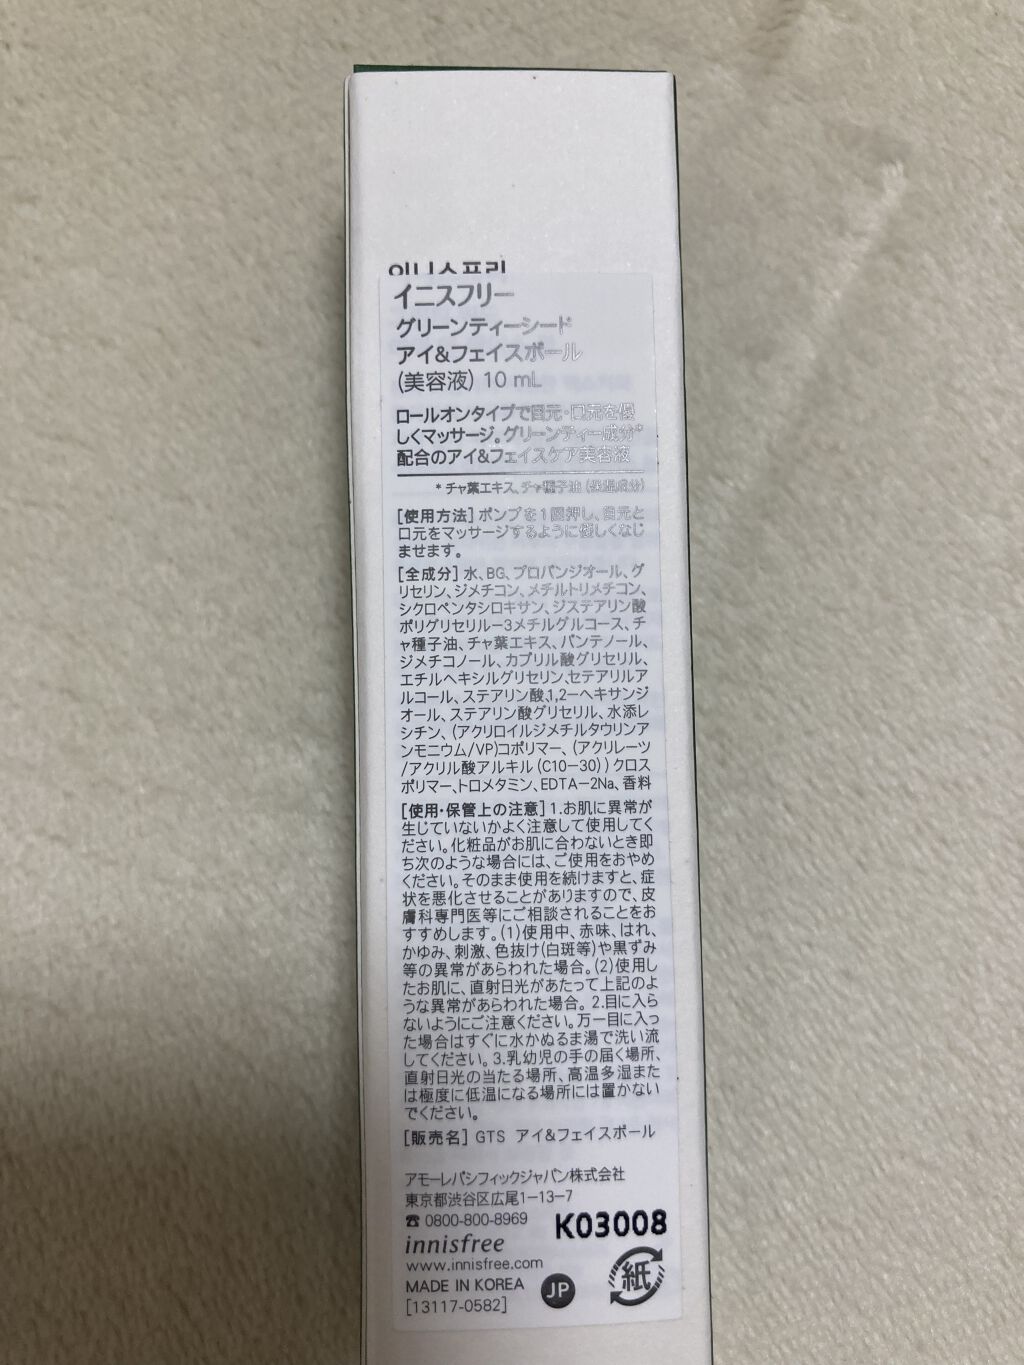 이니스프리
イニスフリー
グリーンティーシード
アイ&フェイスボール
(美容液) 10 mL
ロールオンタイプで目元・口元を優
しくマッサージ。グリーンティー成分*
配合のアイ&フェイスケア美容液
* チャ葉エキス、チャ種子油 (保湿成分)
[使用方法] ポンプを1回押し、目元と
口元をマッサージするように優しくなじ
ませます。
[全成分] 水、BG、プロパンジオール、グ
リセリン、ジメチコン、メチルトリメチコン、
シクロペンタシロキサン、ジステアリン酸
ポリグリセリル-3メチルグルコース、チ
ャ種子油、チャ葉エキス、パンテノール、
ジメチコノール、カプリル酸グリセリル、
エチルヘキシルグリセリン、セテアリルア
ルコール、ステアリン酸、1,2-ヘキサンジ
オール、ステアリン酸グリセリル、水添レ
シチン、(アクリロイルジメチルタウリンア
ンモニウム/VP)コポリマー、(アクリレーツ
/アクリル酸アルキル(C10-30))クロス
ポリマー、トロメタミン、EDTA-2Na、香料
[使用・保管上の注意] 1.お肌に異常が
生じていないかよく注意して使用してく
ださい。化粧品がお肌に合わないとき即
ち次のような場合には、ご使用をおやめ
ください。そのまま使用を続けますと、症
状を悪化させることがありますので、皮
膚科専門医等にご相談されることをお
すすめします。(1)使用中、赤味、はれ、
かゆみ、刺激、色抜け(白斑等)や黒ずみ
等の異常があらわれた場合。(2)使用し
たお肌に、直射日光があたって上記のよ
うな異常があらわれた場合。 2.目に入ら
ないようにご注意ください。万一目に入っ
た場合はすぐに水かぬるま湯で洗い流
してください。3.乳幼児の手の届く場所、
直射日光の当たる場所、高温多湿また
は極度に低温になる場所には置かない
でください。
[販売名] GTS アイ&フェイスボール
アモーレパシフィックジャパン株式会社
東京都渋谷区広尾1-13-7
☎ 0800-800-8969
K03008
innisfree
www.innisfree.com
MADE IN KOREA
JP
紙
[13117-0582]